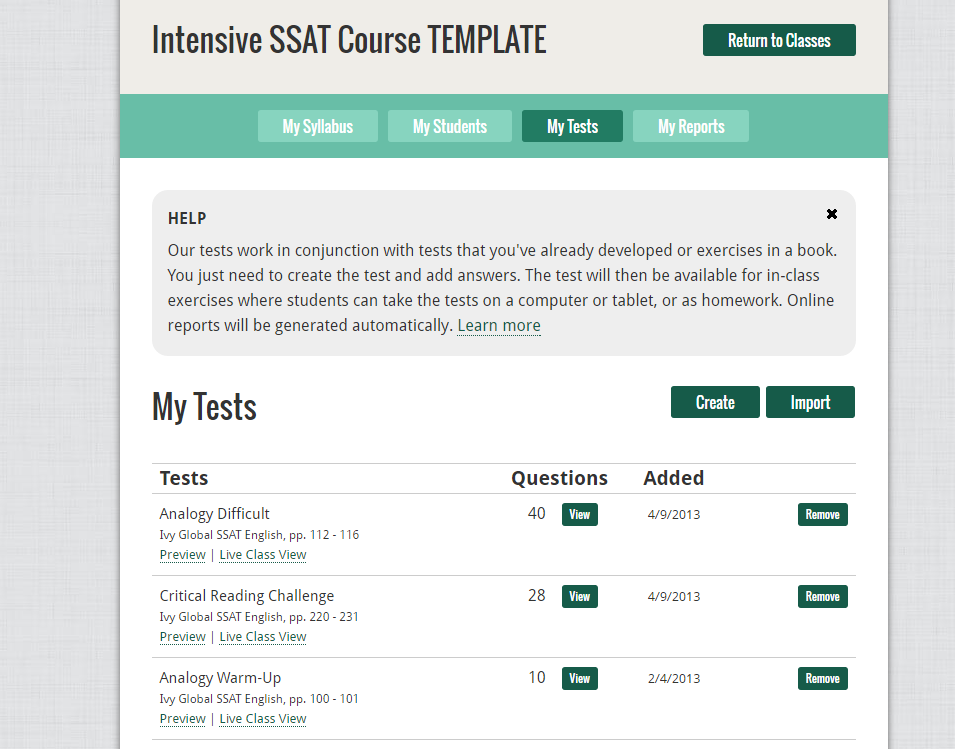 Intensive SSAT Course TEMPLATE
Return to Classes
My Syllabus
My Students
My Tests
My Reports
HELP
✖
Our tests work in conjunction with tests that you've already developed or exercises in a book.
You just need to create the test and add answers. The test will then be available for in-class
exercises where students can take the tests on a computer or tablet, or as homework. Online
reports will be generated automatically. Learn more
My Tests
Create
Import
Tests Questions Added
Analogy Difficult 40 View 4/9/2013 Remove
Ivy Global SSAT English, pp. 112 - 116
Preview | Live Class View
Critical Reading Challenge 28 View 4/9/2013 Remove
Ivy Global SSAT English, pp. 220 - 231
Preview | Live Class View
Analogy Warm-Up 10 View 2/4/2013 Remove
Ivy Global SSAT English, pp. 100 - 101
Preview | Live Class View